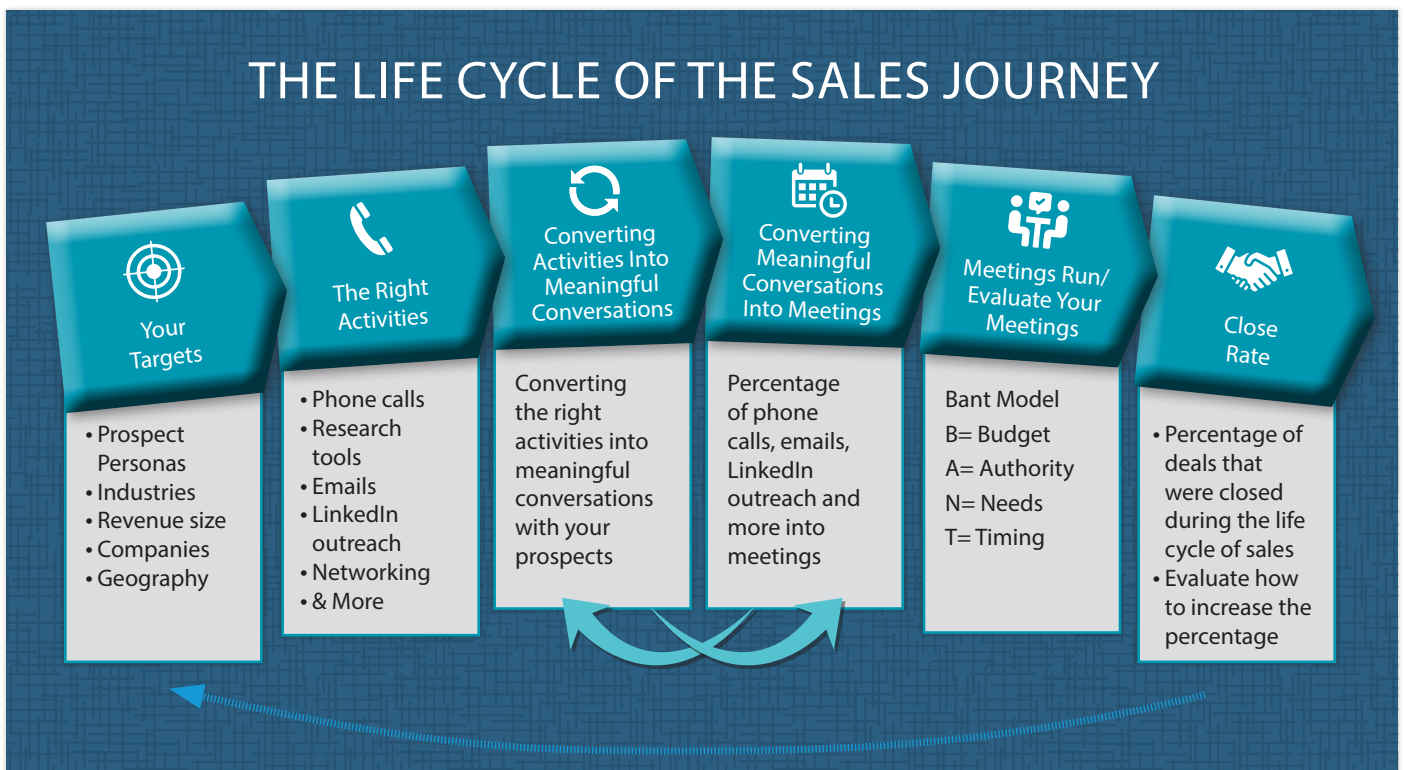 THE LIFE CYCLE OF THE SALES JOURNEY
Your
Targets
• Prospect
Personas
• Industries
• Revenue size
• Companies
• Geography
The Right
Activities
• Phone calls
• Research
tools
• Emails
• LinkedIn
outreach
• Networking
• & More
Converting
Activities Into
Meaningful
Conversations
Converting
the right
activities into
meaningful
conversations
with your
prospects
Converting
Meaningful
Conversations
Into Meetings
Percentage
of phone
calls, emails,
LinkedIn
outreach and
more into
meetings
Meetings Run/
Evaluate Your
Meetings
Bant Model
B= Budget
A= Authority
N= Needs
T= Timing
Close
Rate
• Percentage of
deals that
were closed
during the life
cycle of sales
• Evaluate how
to increase the
percentage